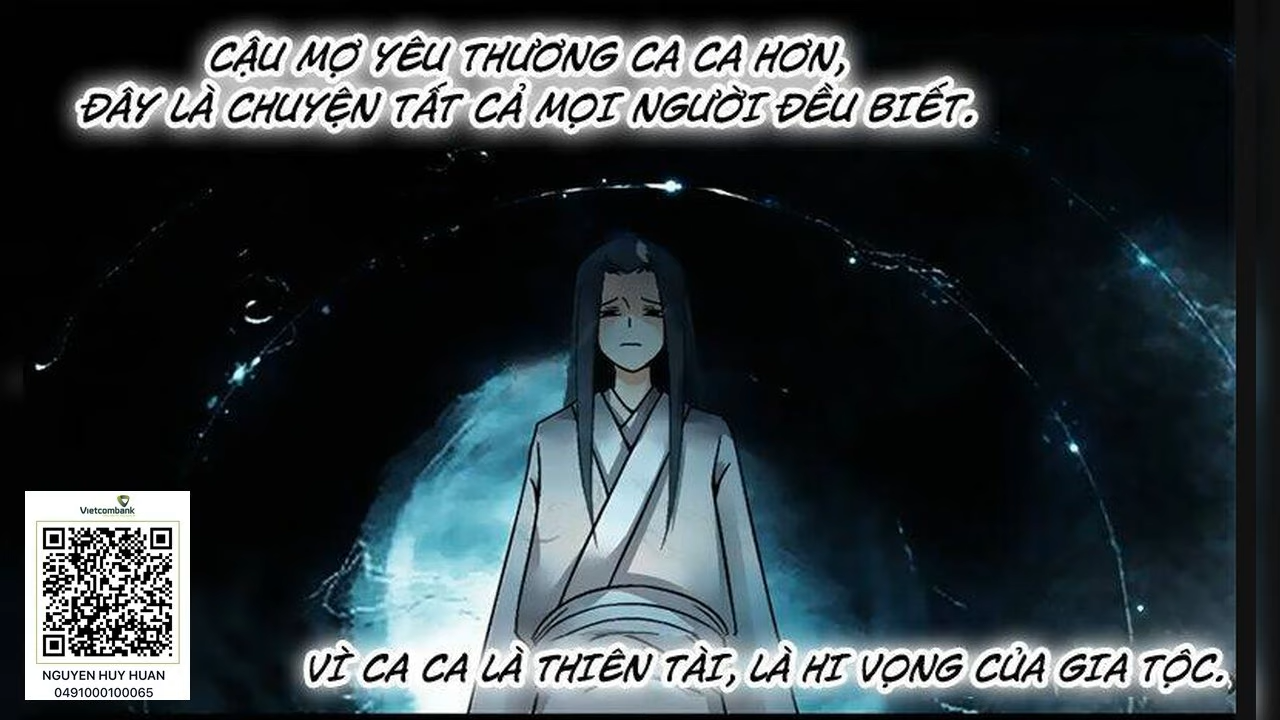 CẬU MỢ YÊU THƯƠNG CA CA HƠN,
ĐÂY LÀ CHUYỆN TẤT CẢ MỌI NGƯỜI ĐỀU BIẾT.
Vietcombank
NGUYEN HUY HUAN
0491000100065
VÌ CA CA LÀ THIÊN TÀI, LÀ HI VỌNG CỦA GIA TỘC.